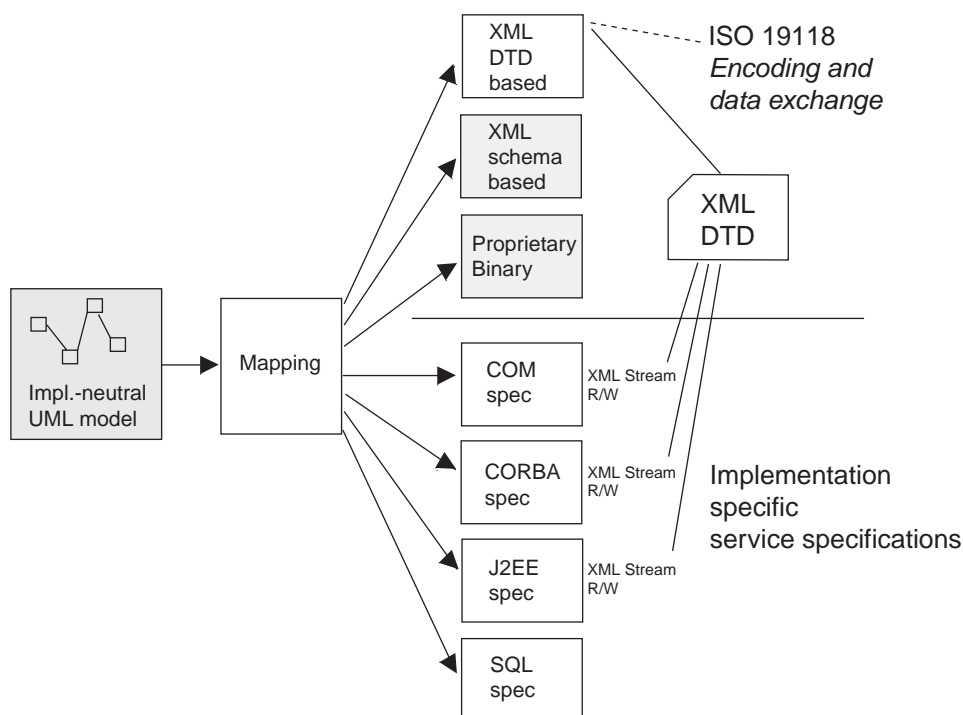 XML
DTD
based
ISO 19118
Encoding and
data exchange
XML
schema
based
XML
DTD
Proprietary
Binary
Impl.-neutral
UML model
Mapping
COM
spec
XML Stream
R/W
CORBA
spec
XML Stream
R/W
Implementation
specific
service specifications
J2EE
spec
XML Stream
R/W
SQL
spec